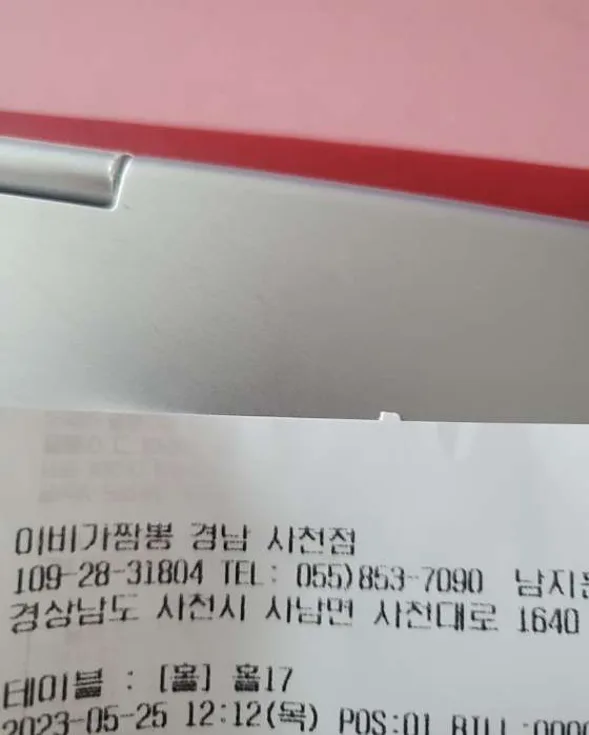 이비가짬뽕 경남 사천점
109-28-31804 TEL: 055)853-7090
경상남도 사천시 사남면 사천대로 1640
테이블 : [홀] 홀17
2023-05-25 12:12(목) POS:01 BILL: